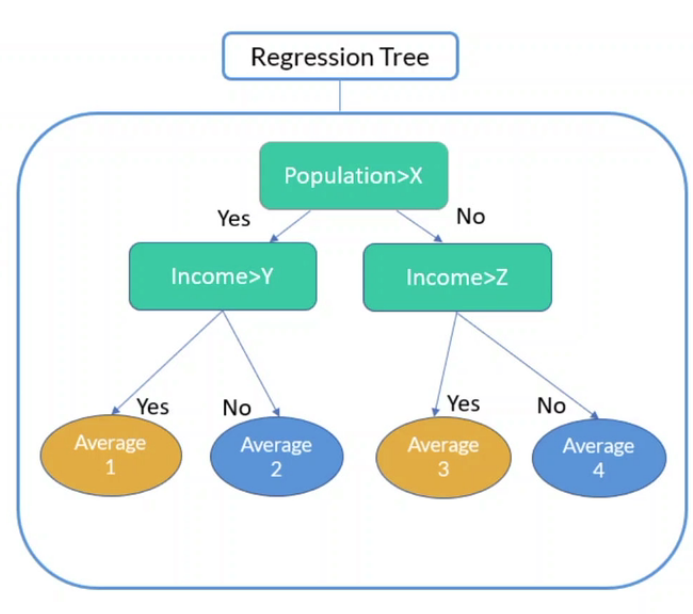 Regression Tree
Population>X
Yes
No
Income>Y
Income>Z
Yes
No
Yes
No
Average
1
Average
2
Average
3
Average
4